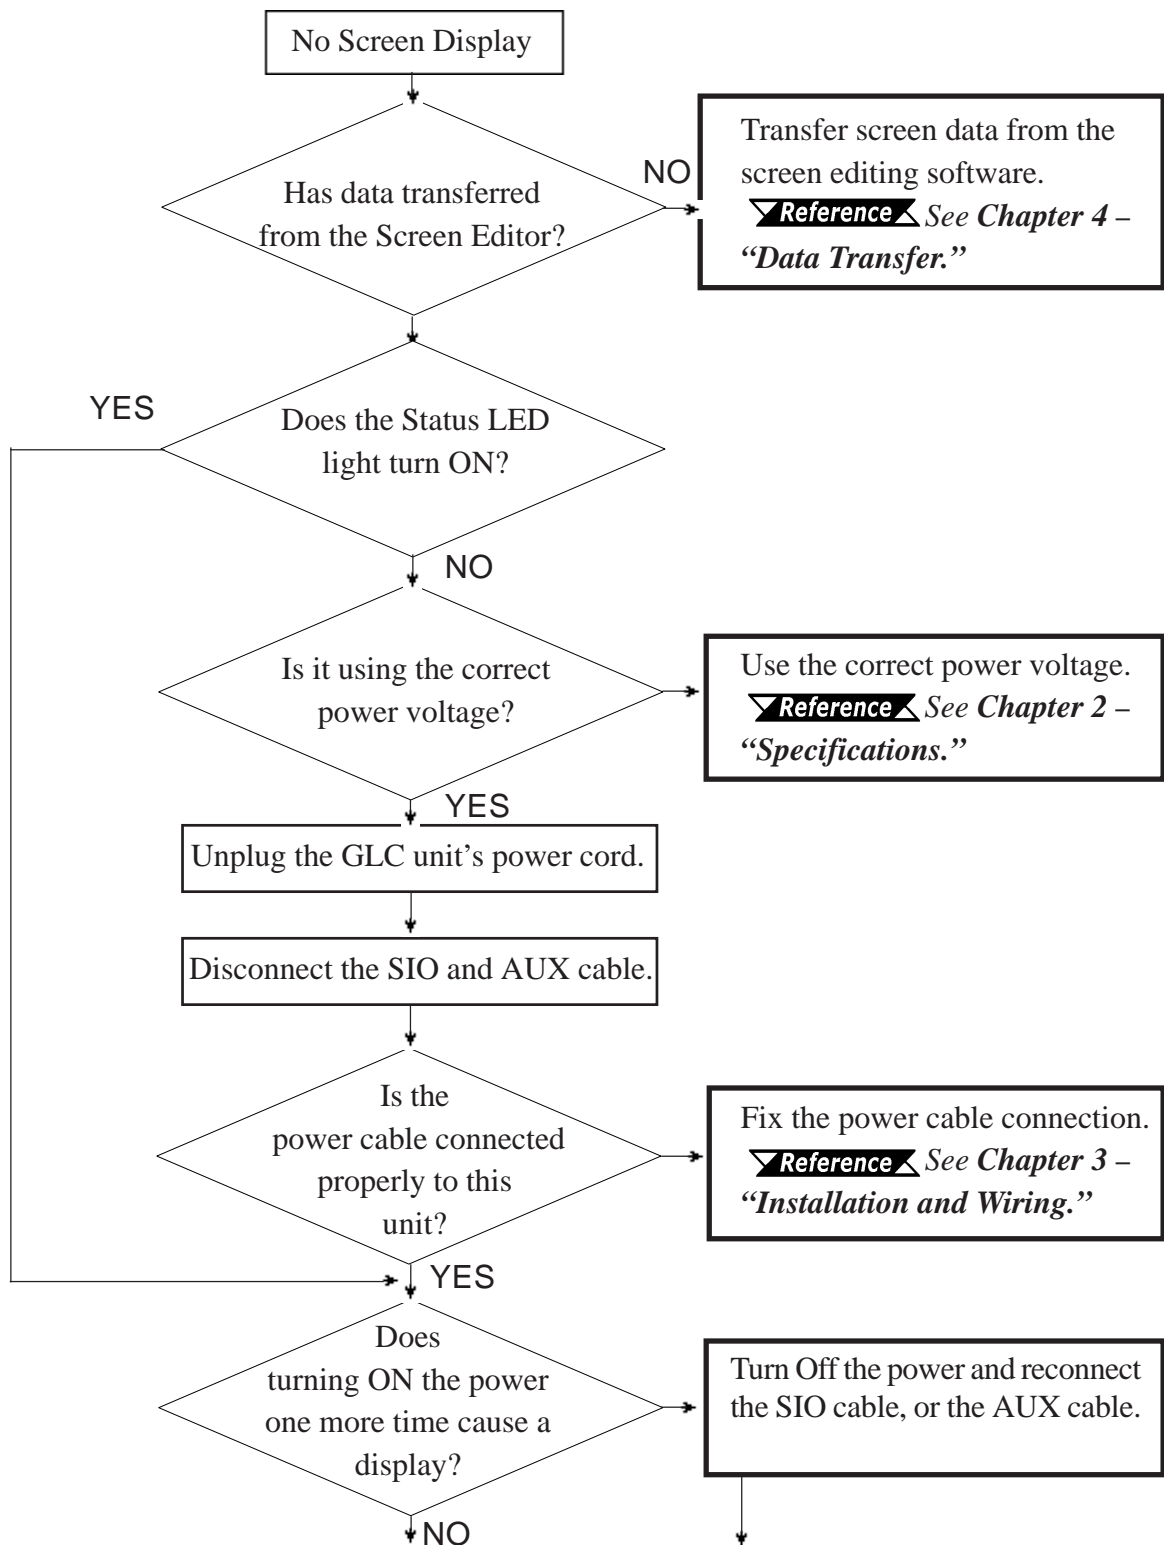 No Screen Display
Has data transferred
from the Screen Editor?
NO
Transfer screen data from the
screen editing software.
Reference See Chapter 4 –
“Data Transfer.”
YES
Does the Status LED
light turn ON?
NO
Is it using the correct
power voltage?
Use the correct power voltage.
Reference See Chapter 2 –
“Specifications.”
YES
Unplug the GLC unit’s power cord.
Disconnect the SIO and AUX cable.
Is the
power cable connected
properly to this
unit?
Fix the power cable connection.
Reference See Chapter 3 –
“Installation and Wiring.”
YES
Does
turning ON the power
one more time cause a
display?
Turn Off the power and reconnect
the SIO cable, or the AUX cable.
NO